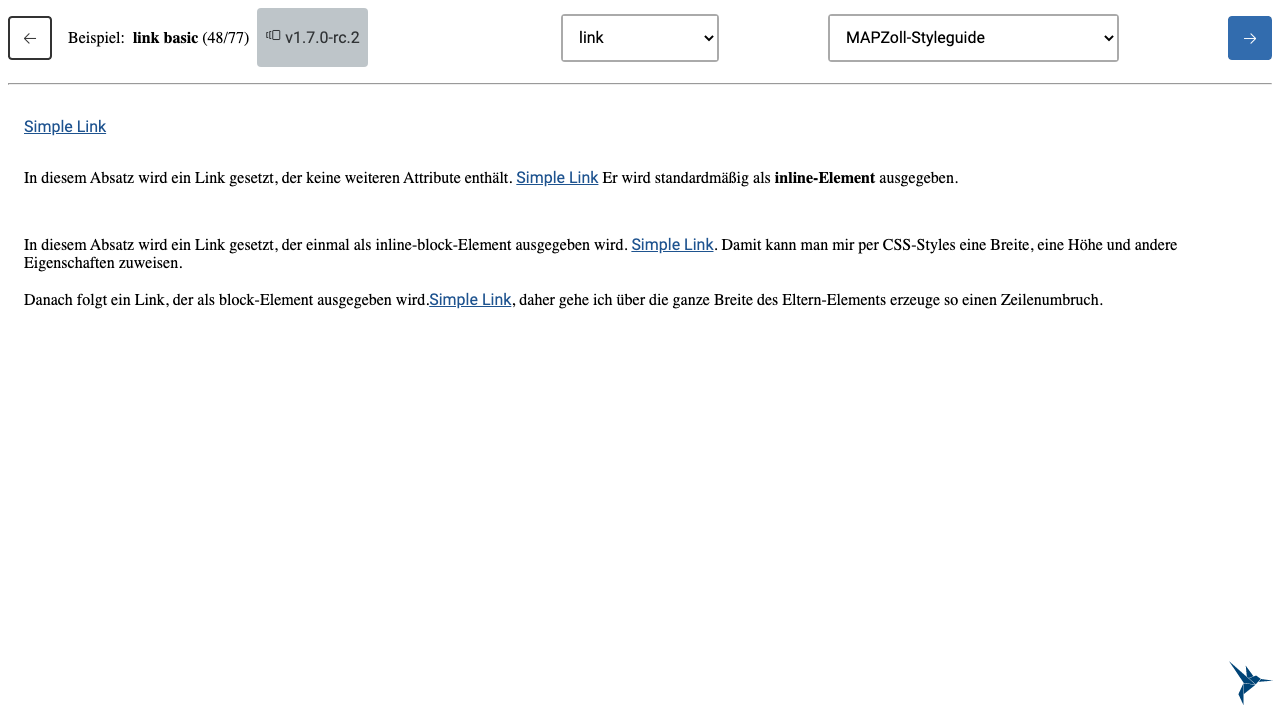 Beispiel: link basic (48/77) v1.7.0-rc.2 link MAPZoll-Styleguide
Simple Link
In diesem Absatz wird ein Link gesetzt, der keine weiteren Attribute enthält. Simple Link Er wird standardmäßig als inline-Element ausgegeben.
In diesem Absatz wird ein Link gesetzt, der einmal als inline-block-Element ausgegeben wird. Simple Link. Damit kann man mir per CSS-Styles eine Breite, eine Höhe und andere
Eigenschaften zuweisen.
Danach folgt ein Link, der als block-Element ausgegeben wird.Simple Link, daher gehe ich über die ganze Breite des Eltern-Elements erzeuge so einen Zeilenumbruch.